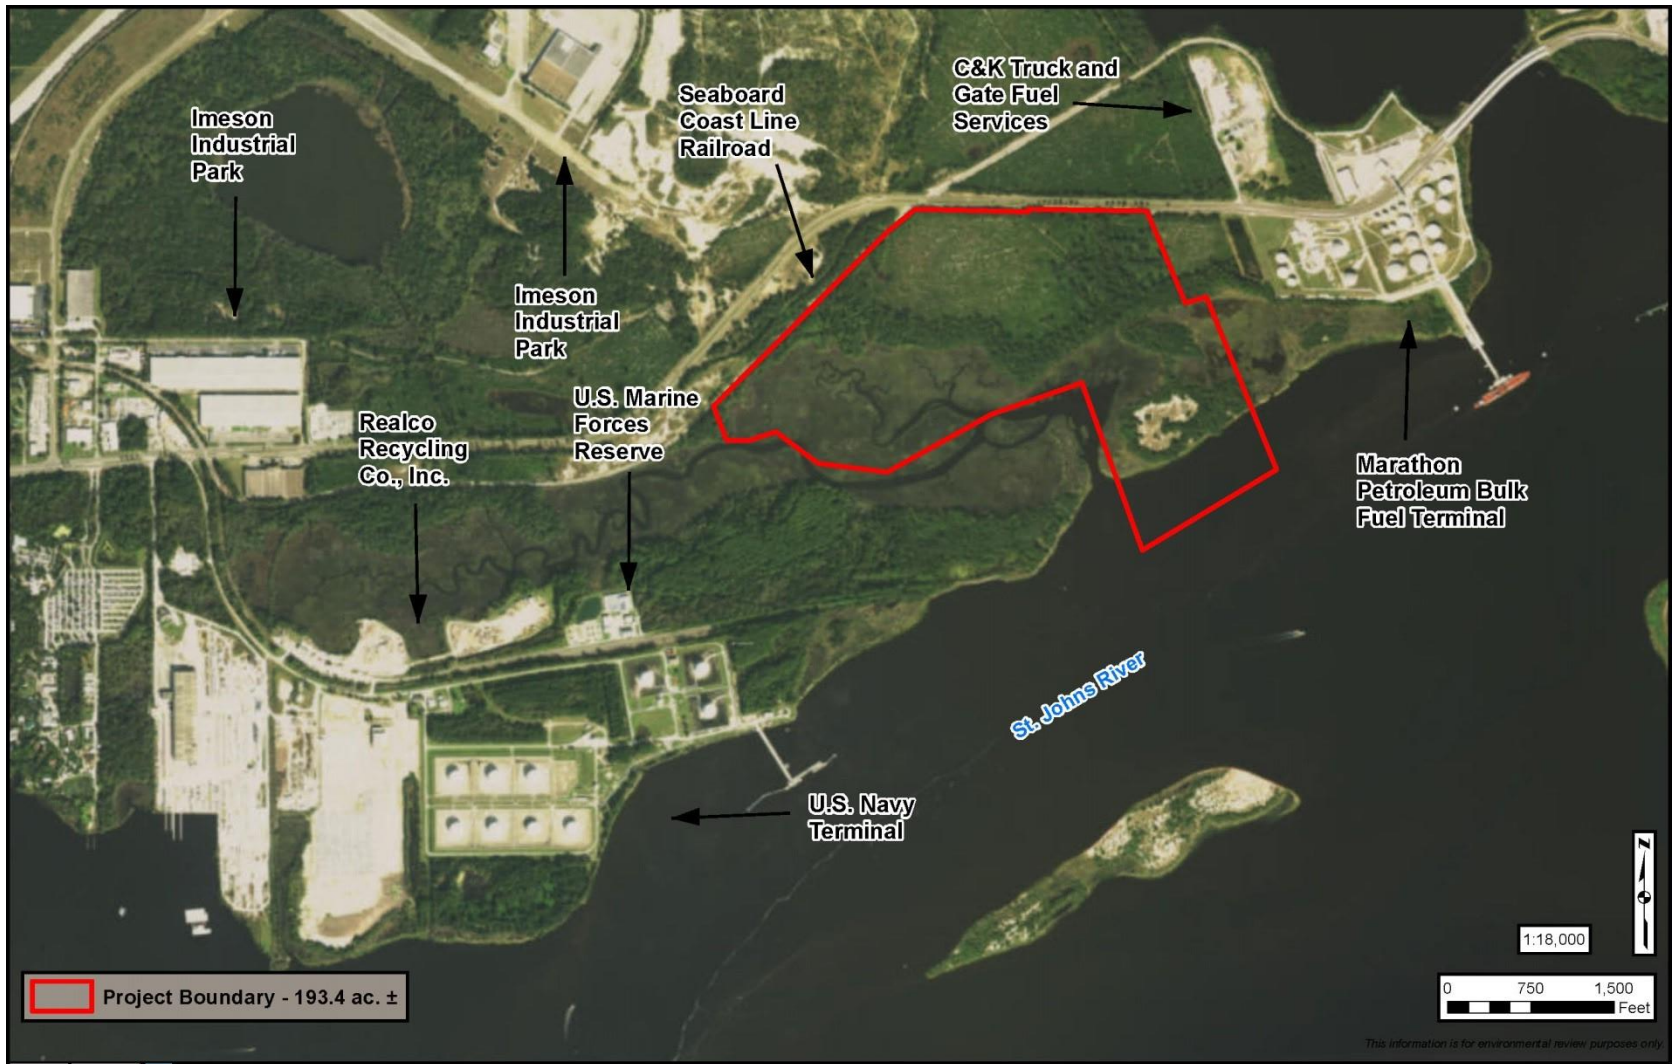 C&K Truck and
Gate Fuel
Services
Seaboard
Coast Line
Railroad
Imeson
Industrial
Park
Imeson
Industrial
Park
U.S. Marine
Forces
Reserve
Realco
Recycling
Co., Inc.
Marathon
Petroleum Bulk
Fuel Terminal
St. Johns River
U.S. Navy
Terminal
N
1:18,000
Project Boundary - 193.4 ac. ±
0 750 1,500
Feet
This information is for environmental review purposes only.